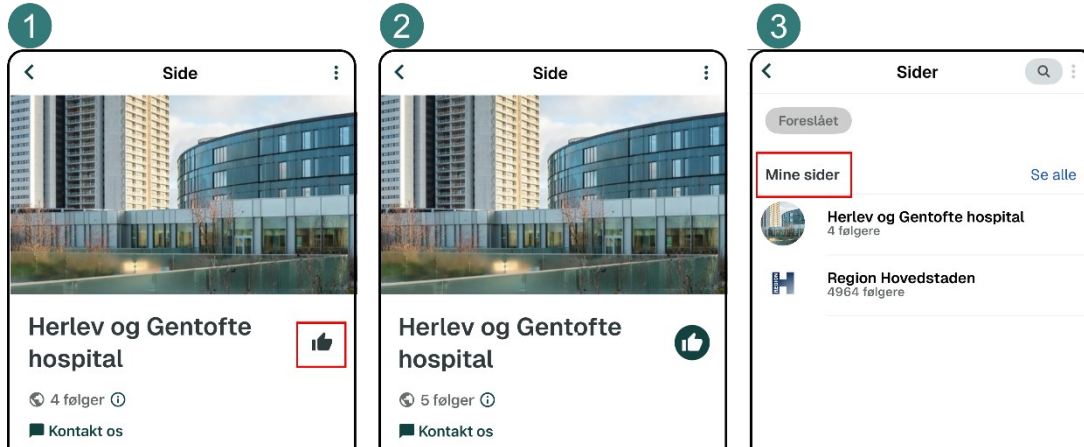 1
Side
Herlev og Gentofte
hospital
4 følger
Kontakt os
2
Side
Herlev og Gentofte
hospital
5 følger
Kontakt os
3
Sider
Foreslået
Mine sider
Se alle
Herlev og Gentofte hospital
4 følgere
REGION H
Region Hovedstaden
4964 følgere